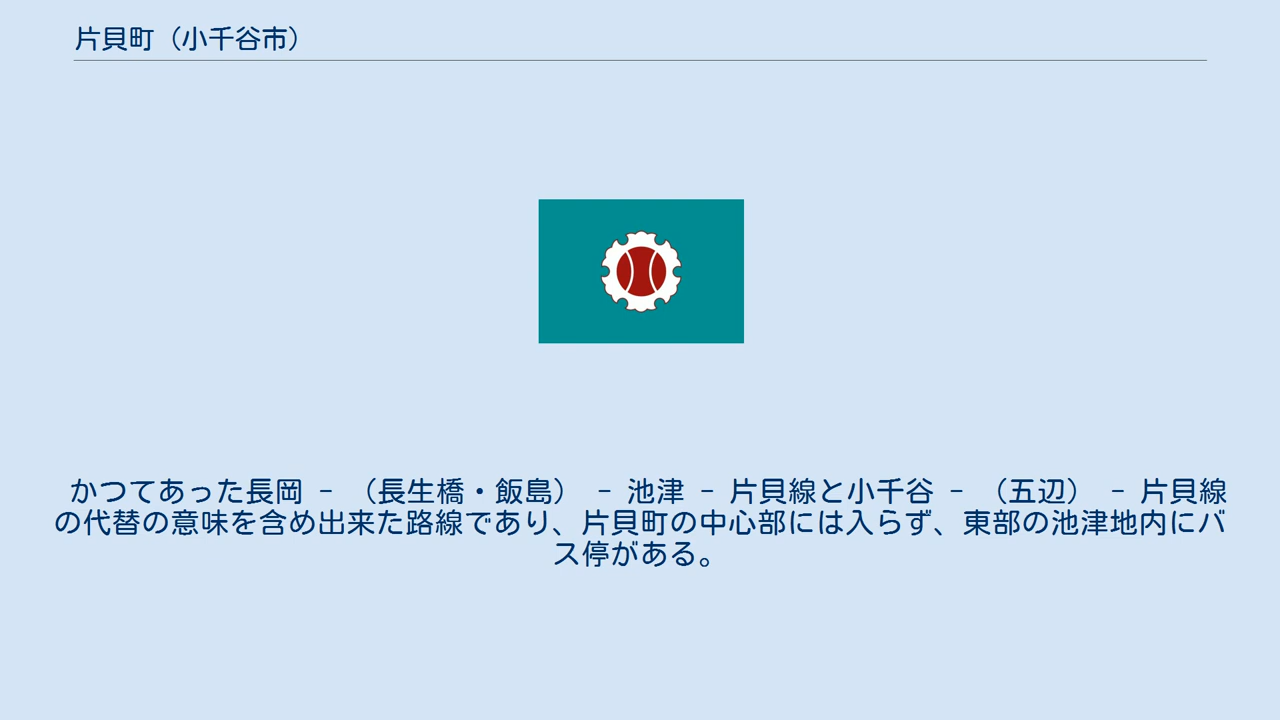 片貝町（小千谷市）
かつてあった長岡 - （長生橋・飯島） - 池津 - 片貝線と小千谷 - （五辺） - 片貝線
の代替の意味を含め出来た路線であり、片貝町の中心部には入らず、東部の池津地内にバ
ス停がある。